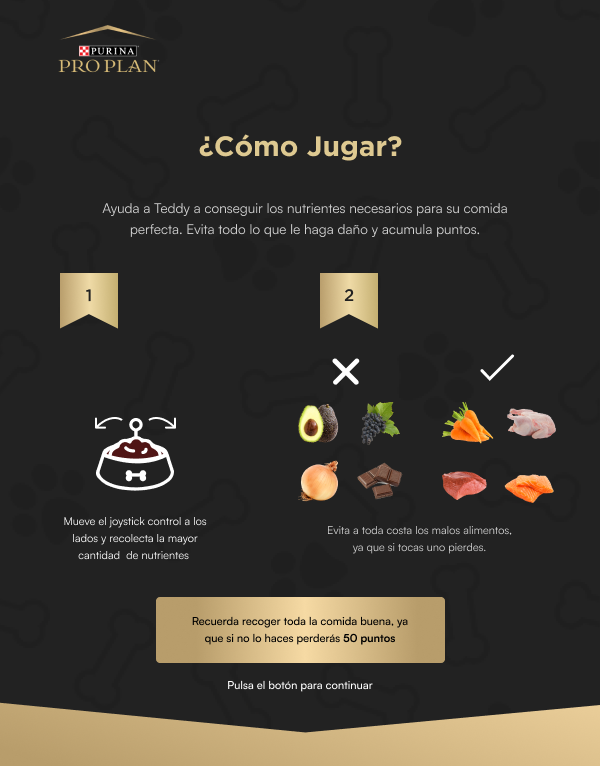 PURINA
PRO PLAN
¿Cómo Jugar?
Ayuda a Teddy a conseguir los nutrientes necesarios para su comida
perfecta. Evita todo lo que le haga daño y acumula puntos.
1
2
Mueve el joystick control a los
lados y recolecta la mayor
cantidad de nutrientes
Evita a toda costa los malos alimentos,
ya que si tocas uno pierdes.
Recuerda recoger toda la comida buena, ya
que si no lo haces perderás 50 puntos
Pulsa el botón para continuar